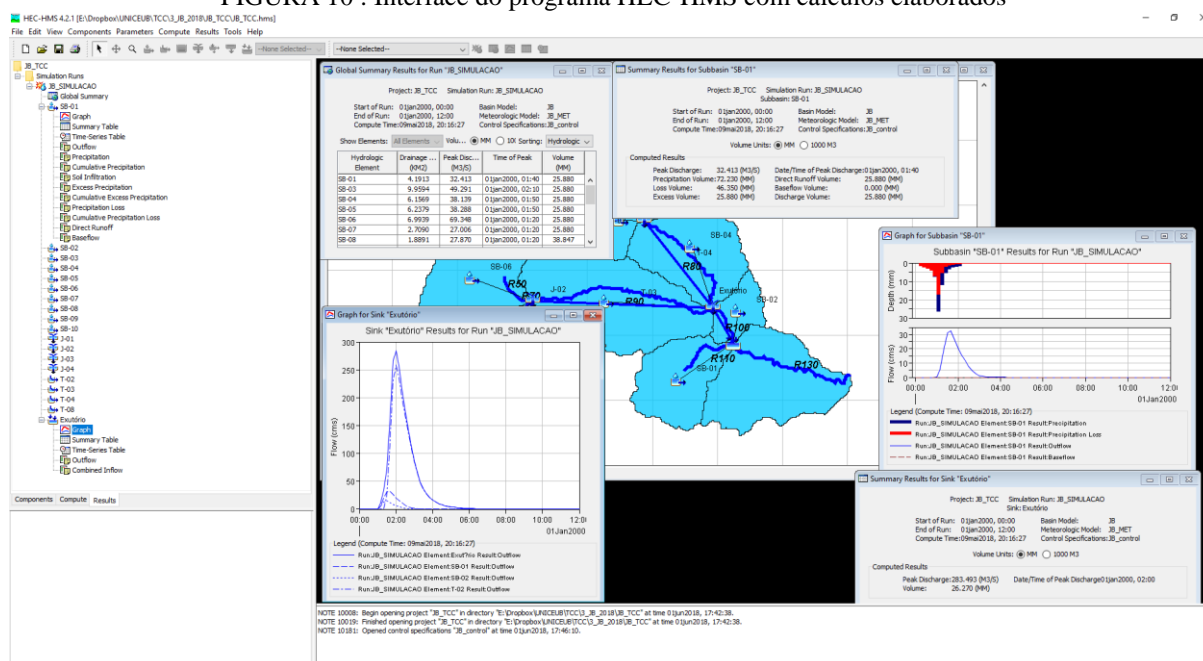 FIGURA 10 : Interface do programa HEC-HMS com cálculos elaborados
HEC-HMS 4.2.1 [E:\Dropbox\UNICEUB\TCC\3_JB_2018\JB_TCC\JB_TCC.hms]
File Edit View Components Parameters Compute Results Tools Help
--None Selected--
--None Selected--
JB_TCC
Simulation Runs
JB_SIMULACAO
Global Summary
SB-01
Graph
Summary Table
Time-Series Table
Outflow
Precipitation
Cumulative Precipitation
Soil Infiltration
Excess Precipitation
Cumulative Excess Precipitation
Precipitation Loss
Cumulative Precipitation Loss
Direct Runoff
Baseflow
SB-02
SB-03
SB-04
SB-05
SB-06
SB-07
SB-08
SB-09
SB-10
J-01
J-02
J-03
J-04
T-02
T-03
T-04
T-08
Exutório
Graph
Summary Table
Time-Series Table
Outflow
Combined Inflow
Components Compute Results
Global Summary Results for Run "JB_SIMULACAO"
Project: JB_TCC Simulation Run: JB_SIMULACAO
Start of Run: 01jan2000, 00:00 Basin Model: JB
End of Run: 01jan2000, 12:00 Meteorologic Model: JB_MET
Compute Time:09mai2018, 20:16:27 Control Specifications:JB_control
Show Elements: All Elements Volu... MM 10( Sorting: Hydrologic
Hydrologic Element Drainage ... (KM2) Peak Disc... (M3/S) Time of Peak Volume (MM)
SB-01 4.1913 32.413 01jan2000, 01:40 25.880
SB-03 9.9594 49.291 01jan2000, 02:10 25.880
SB-04 6.1569 38.139 01jan2000, 01:50 25.880
SB-05 6.2379 38.288 01jan2000, 01:50 25.880
SB-06 6.9939 69.348 01jan2000, 01:20 25.880
SB-07 2.7090 27.006 01jan2000, 01:20 25.880
SB-08 1.8891 27.870 01jan2000, 01:20 38.847
Summary Results for Subbasin "SB-01"
Project: JB_TCC Simulation Run: JB_SIMULACAO
Subbasin: SB-01
Start of Run: 01jan2000, 00:00 Basin Model: JB
End of Run: 01jan2000, 12:00 Meteorologic Model: JB_MET
Compute Time:09mai2018, 20:16:27 Control Specifications:JB_control
Volume Units: MM 1000 M3
Computed Results
Peak Discharge: 32.413 (M3/S) Date/Time of Peak Discharge:01jan2000, 01:40
Precipitation Volume:72.230 (MM) Direct Runoff Volume: 25.880 (MM)
Loss Volume: 46.350 (MM) Baseflow Volume: 0.000 (MM)
Excess Volume: 25.880 (MM) Discharge Volume: 25.880 (MM)
SB-04
T-04
R80
SB-06
R50
R70
J-02
T-03
R90
Exutório
SB-02
R100
R110
SB-01
R130
Graph for Sink "Exutório"
Sink "Exutório" Results for Run "JB_SIMULACAO"
300
250
200
150
100
50
0
Flow (cms)
00:00 02:00 04:00 06:00 08:00 10:00 12:0
01Jan2000
Legend (Compute Time: 09mai2018, 20:16:27)
Run:JB_SIMULACAO Element:Exut?rio Result:Outflow
Run:JB_SIMULACAO Element:SB-01 Result:Outflow
Run:JB_SIMULACAO Element:SB-02 Result:Outflow
Run:JB_SIMULACAO Element:T-02 Result:Outflow
Graph for Subbasin "SB-01"
Subbasin "SB-01" Results for Run "JB_SIMULACAO"
0
10
20
30
Depth (mm)
30
20
10
0
Flow (cms)
00:00 02:00 04:00 06:00 08:00 10:00 12:0
01Jan2000
Legend (Compute Time: 09mai2018, 20:16:27)
Run:JB_SIMULACAO Element:SB-01 Result:Precipitation
Run:JB_SIMULACAO Element:SB-01 Result:Precipitation Loss
Run:JB_SIMULACAO Element:SB-01 Result:Outflow
Run:JB_SIMULACAO Element:SB-01 Result:Baseflow
Summary Results for Sink "Exutório"
Project: JB_TCC Simulation Run: JB_SIMULACAO
Sink: Exutório
Start of Run: 01jan2000, 00:00 Basin Model: JB
End of Run: 01jan2000, 12:00 Meteorologic Model: JB_MET
Compute Time:09mai2018, 20:16:27 Control Specifications:JB_control
Volume Units: MM 1000 M3
Computed Results
Peak Discharge:283.493 (M3/S) Date/Time of Peak Discharge01jan2000, 02:00
Volume: 26.270 (MM)
NOTE 10008: Begin opening project "JB_TCC" in directory "E:\Dropbox\UNICEUB\TCC\3_JB_2018\JB_TCC" at time 01jun2018, 17:42:38.
NOTE 10019: Finished opening project "JB_TCC" in directory "E:\Dropbox\UNICEUB\TCC\3_JB_2018\JB_TCC" at time 01jun2018, 17:42:38.
NOTE 10181: Opened control specifications "JB_control" at time 01jun2018, 17:46:10.